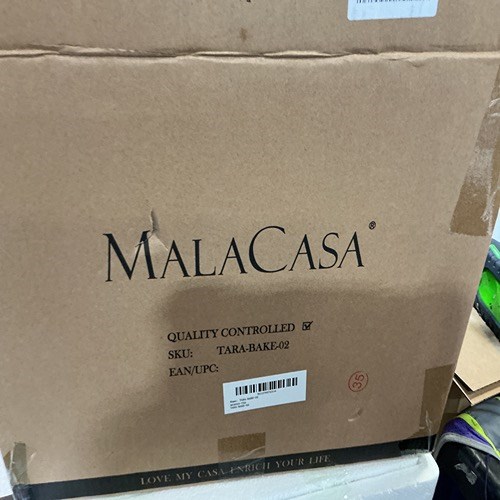 MALACASA®
QUALITY CONTROLLED ☑
SKU: TARA-BAKE-02
EAN/UPC:
35
LOVE MY CASA, ENRICH YOUR LIFE